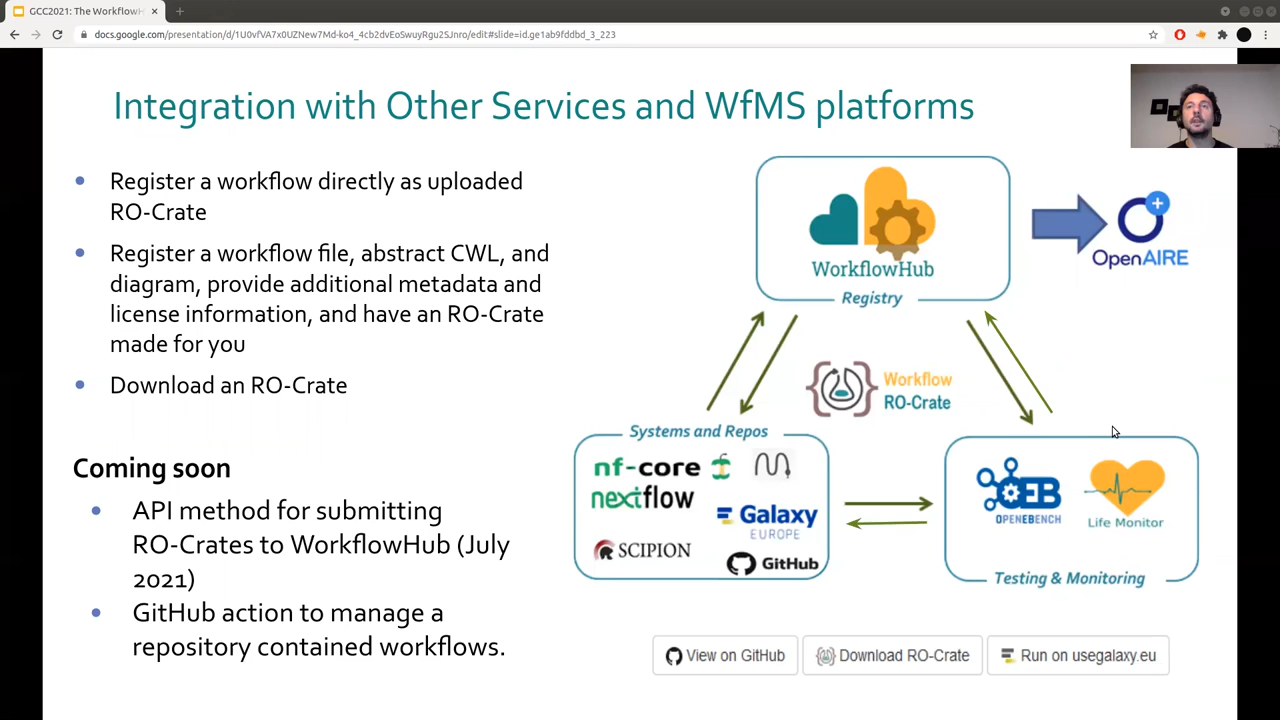 GCC2021: The WorkflowH
docs.google.com/presentation/d/1U0vfVA7x0UZNew7Md-ko4_4cb2dvEoSwuyRgu2SJnro/edit#slide=id.ge1ab9fddbd_3_223
Integration with Other Services and WfMS platforms
Register a workflow directly as uploaded
RO-Crate
Register a workflow file, abstract CWL, and
diagram, provide additional metadata and
license information, and have an RO-Crate
made for you
Download an RO-Crate
Coming soon
API method for submitting
RO-Crates to WorkflowHub (July
2021)
GitHub action to manage a
repository contained workflows.
WorkflowHub
Registry
OpenAIRE
Workflow
RO-Crate
Systems and Repos
nf-core
nextflow
Galaxy
EUROPE
SCIPION
GitHub
EB
OPENEBENCH
Life Monitor
Testing & Monitoring
View on GitHub
Download RO-Crate
Run on usegalaxy.eu